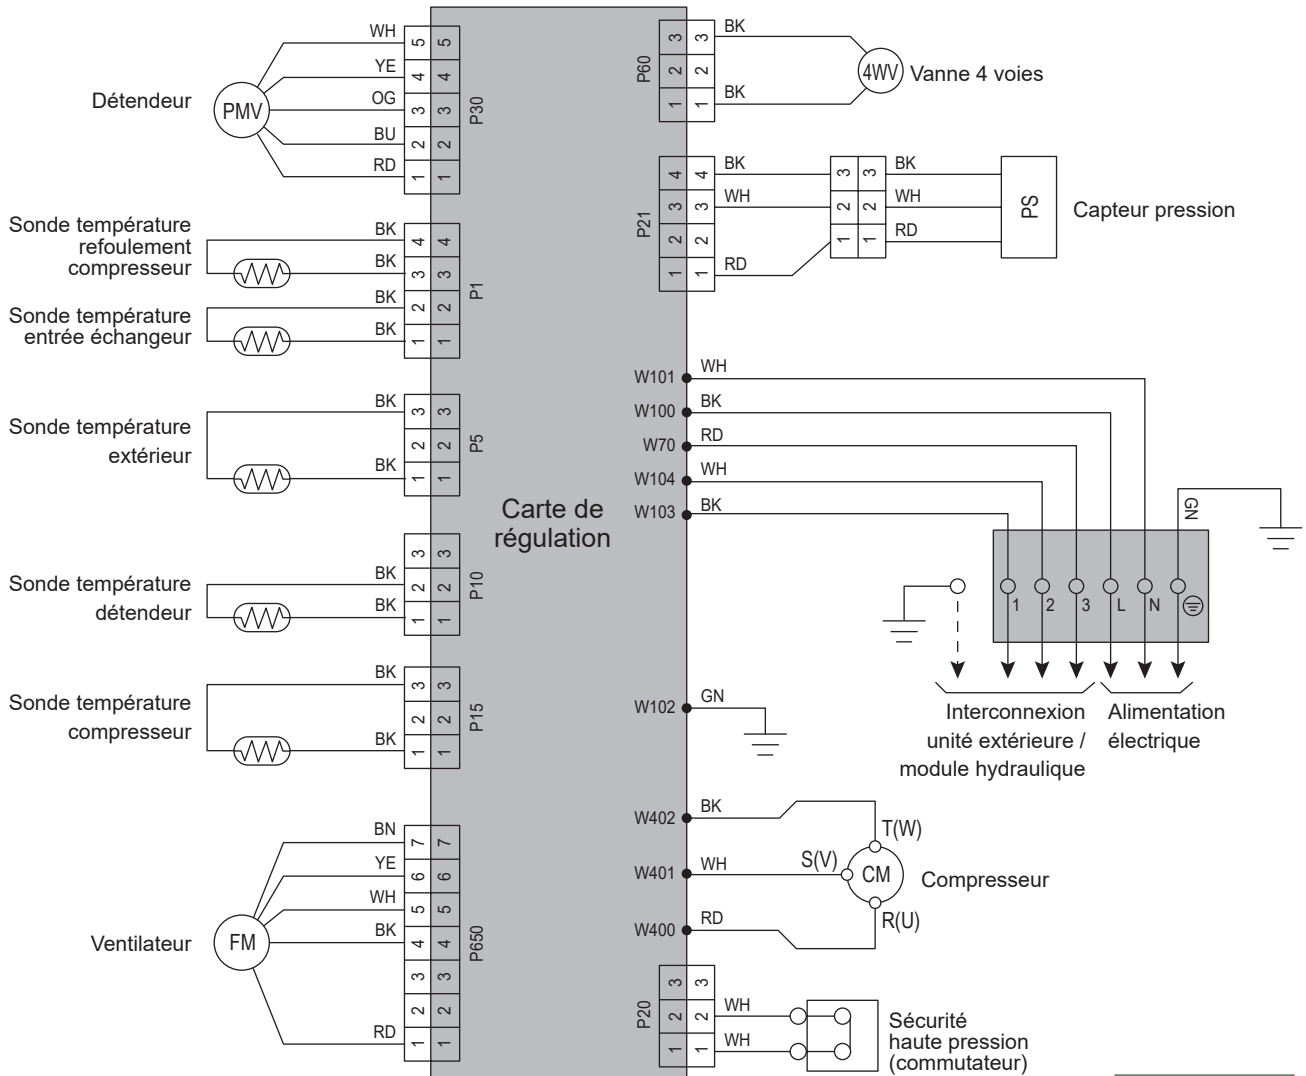 Détendeur
PMV
WH
YE
OG
BU
RD
5 5
4 4
3 3
2 2
1 1
P30
Sonde température
refoulement
compresseur
Sonde température
entrée échangeur
BK
BK
BK
BK
4 4
3 3
2 2
1 1
P1
Sonde température
extérieur
BK
BK
3 3
2 2
1 1
P5
Sonde température
détendeur
BK
BK
3 3
2 2
1 1
P10
Sonde température
compresseur
BK
BK
3 3
2 2
1 1
P15
Ventilateur
FM
BN
YE
WH
BK
RD
7 7
6 6
5 5
4 4
3 3
2 2
1 1
P650
Carte de
régulation
P60
3 3
2 2
1 1
BK
BK
4WV
Vanne 4 voies
P21
4 4
3 3
2 2
1 1
BK
WH
RD
3 3
2 2
1 1
BK
WH
RD
PS
Capteur pression
W101 WH
W100 BK
W70 RD
W104 WH
W103 BK
GN
1 2 3 L N
Interconnexion
unité extérieure /
module hydraulique
Alimentation
électrique
W102 GN
W402 BK
W401 WH
W400 RD
T(W)
S(V)
R(U)
CM
Compresseur
P20
3 3
2 2
1 1
WH
WH
Sécurité
haute pression
(commutateur)